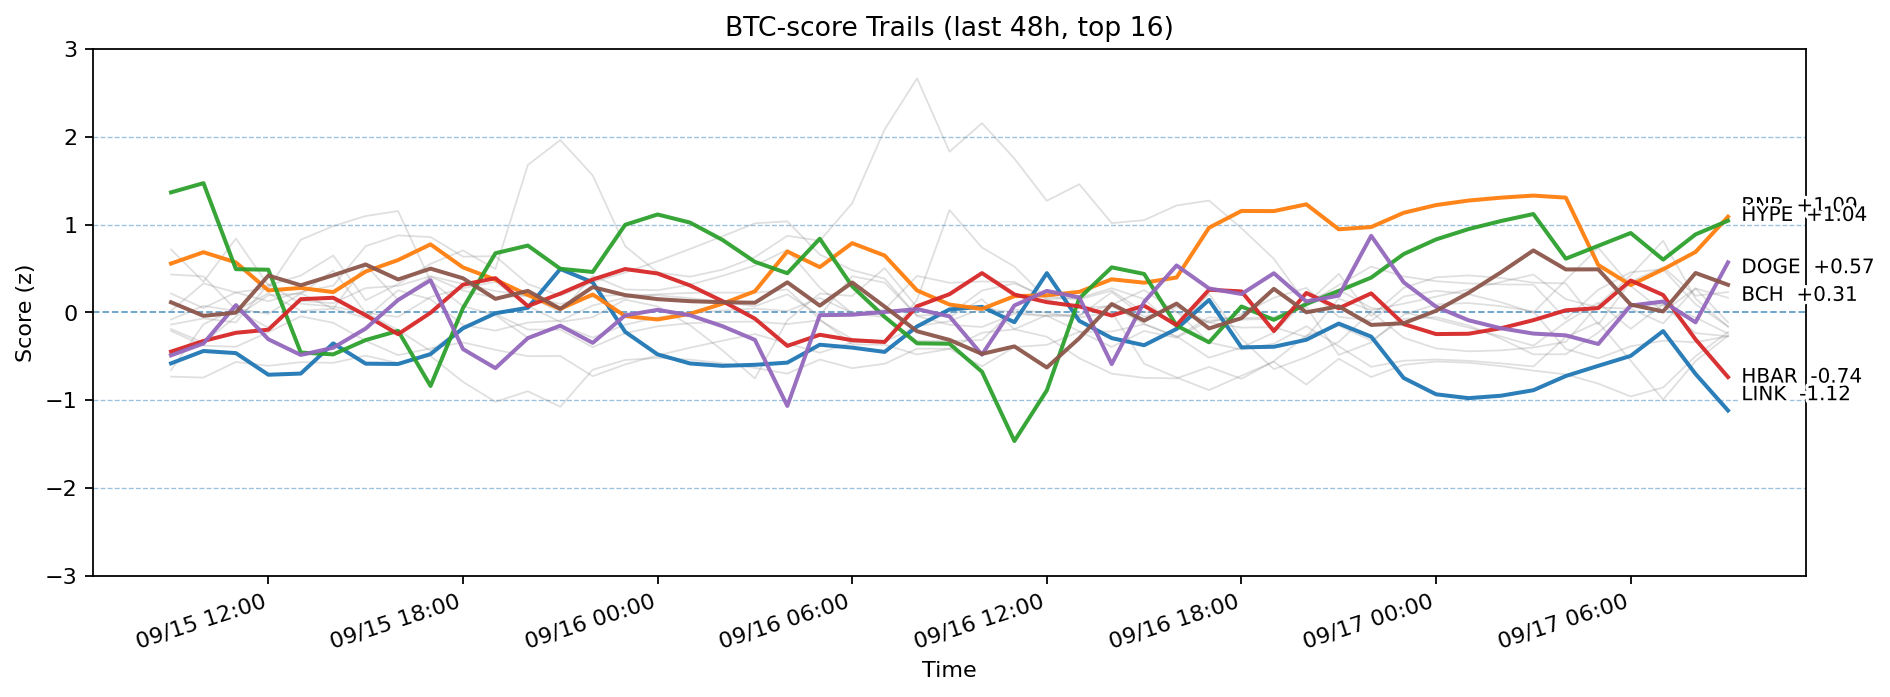 BTC-score Trails (last 48h, top 16)
3
2
1
0
−1
−2
−3
Score (z)
BNB +1.09
HYPE +1.04
DOGE +0.57
BCH +0.31
HBAR -0.74
LINK -1.12
09/15 12:00
09/15 18:00
09/16 00:00
09/16 06:00
09/16 12:00
09/16 18:00
09/17 00:00
09/17 06:00
Time